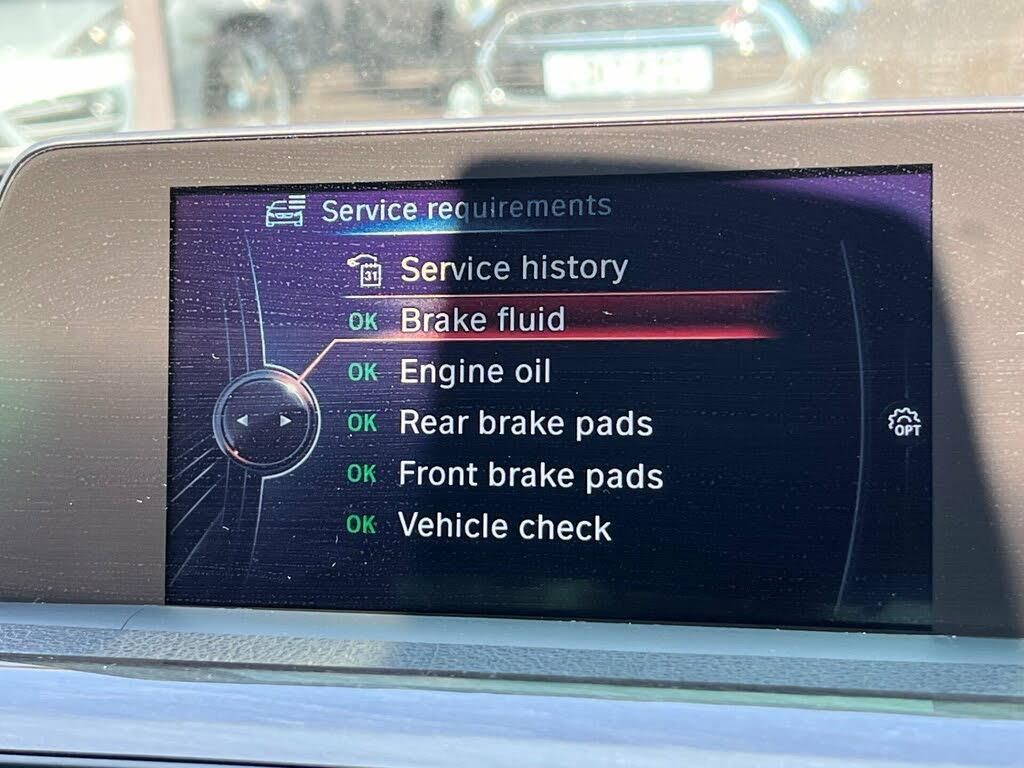 Service requirements
31 Service history
OK Brake fluid
OK Engine oil
OK Rear brake pads
OPT
OK Front brake pads
OK Vehicle check